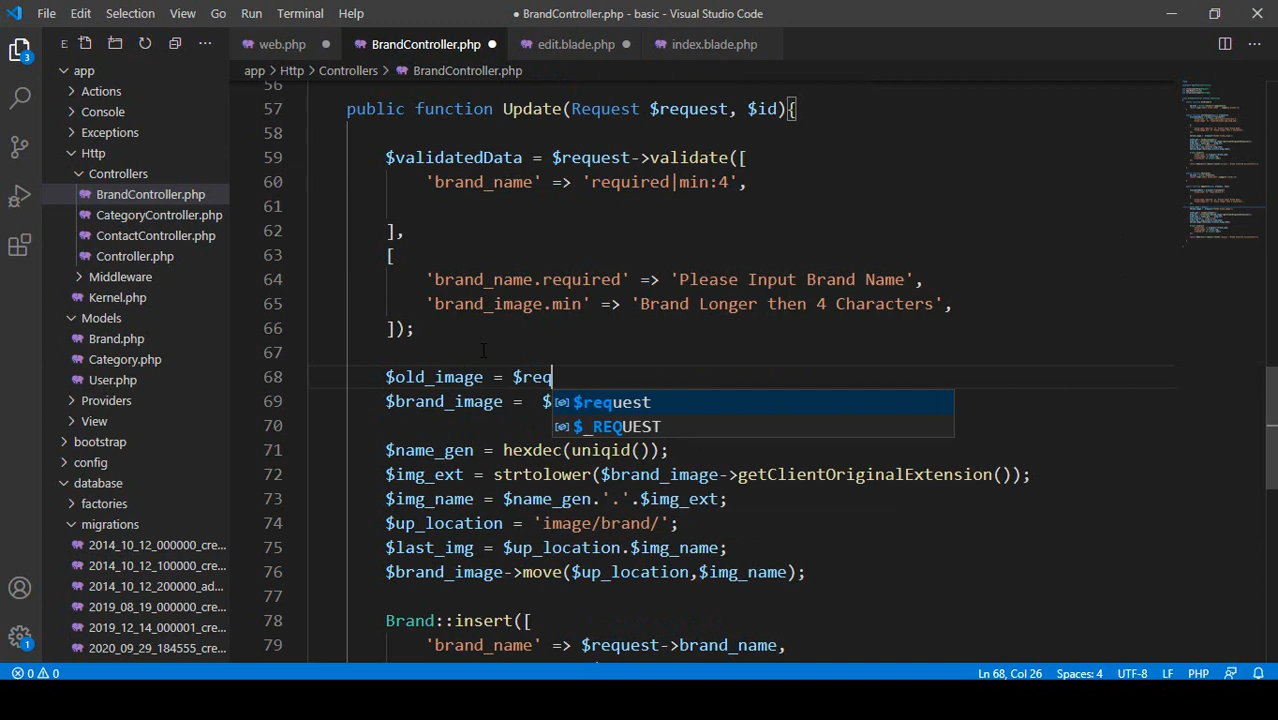 File Edit Selection View Go Run Terminal Help
● BrandController.php - basic - Visual Studio Code
E
web.php ●
BrandController.php ●
edit.blade.php ●
index.blade.php
app > Http > Controllers > BrandController.php
3
app
Actions
Console
Exceptions
Http
Controllers
BrandController.php
CategoryController.php
ContactController.php
Controller.php
Middleware
Kernel.php
Models
Brand.php
Category.php
User.php
Providers
View
bootstrap
config
database
factories
migrations
2014_10_12_000000_cre...
2014_10_12_100000_cre...
2014_10_12_200000_ad...
2019_08_19_000000_cre...
2019_12_14_000001_cre...
2020_09_29_184555_cre...
1
56
57 public function Update(Request $request, $id){
58
59 $validatedData = $request->validate([
60 'brand_name' => 'required|min:4',
61
62 ],
63 [
64 'brand_name.required' => 'Please Input Brand Name',
65 'brand_image.min' => 'Brand Longer then 4 Characters',
66 ]);
67
68 $old_image = $req
69 $brand_image =  $
$request
$_REQUEST
70
71 $name_gen = hexdec(uniqid());
72 $img_ext = strtolower($brand_image->getClientOriginalExtension());
73 $img_name = $name_gen.'.'.$img_ext;
74 $up_location = 'image/brand/';
75 $last_img = $up_location.$img_name;
76 $brand_image->move($up_location,$img_name);
77
78 Brand::insert([
79 'brand_name' => $request->brand_name,
0 0
Ln 68, Col 26 Spaces: 4 UTF-8 LF PHP